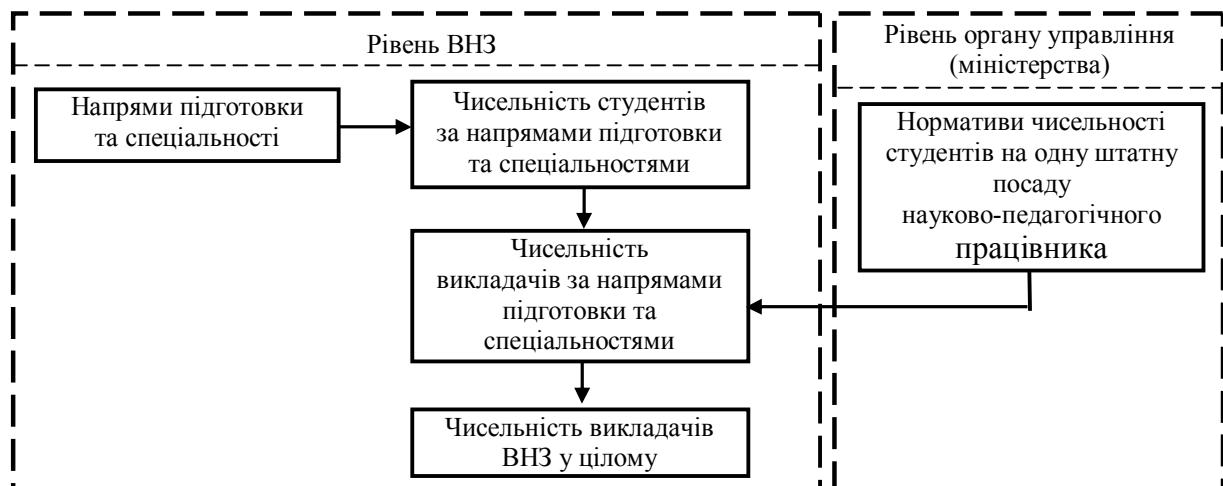 Рівень ВНЗ
Напрями підготовки
та спеціальності
Чисельність студентів
за напрямами підготовки
та спеціальностями
Чисельність
викладачів за напрямами
підготовки та
спеціальностями
Чисельність викладачів
ВНЗ у цілому
Рівень органу управління
(міністерства)
Нормативи чисельності
студентів на одну штатну
посаду
науково-педагогічного
працівника